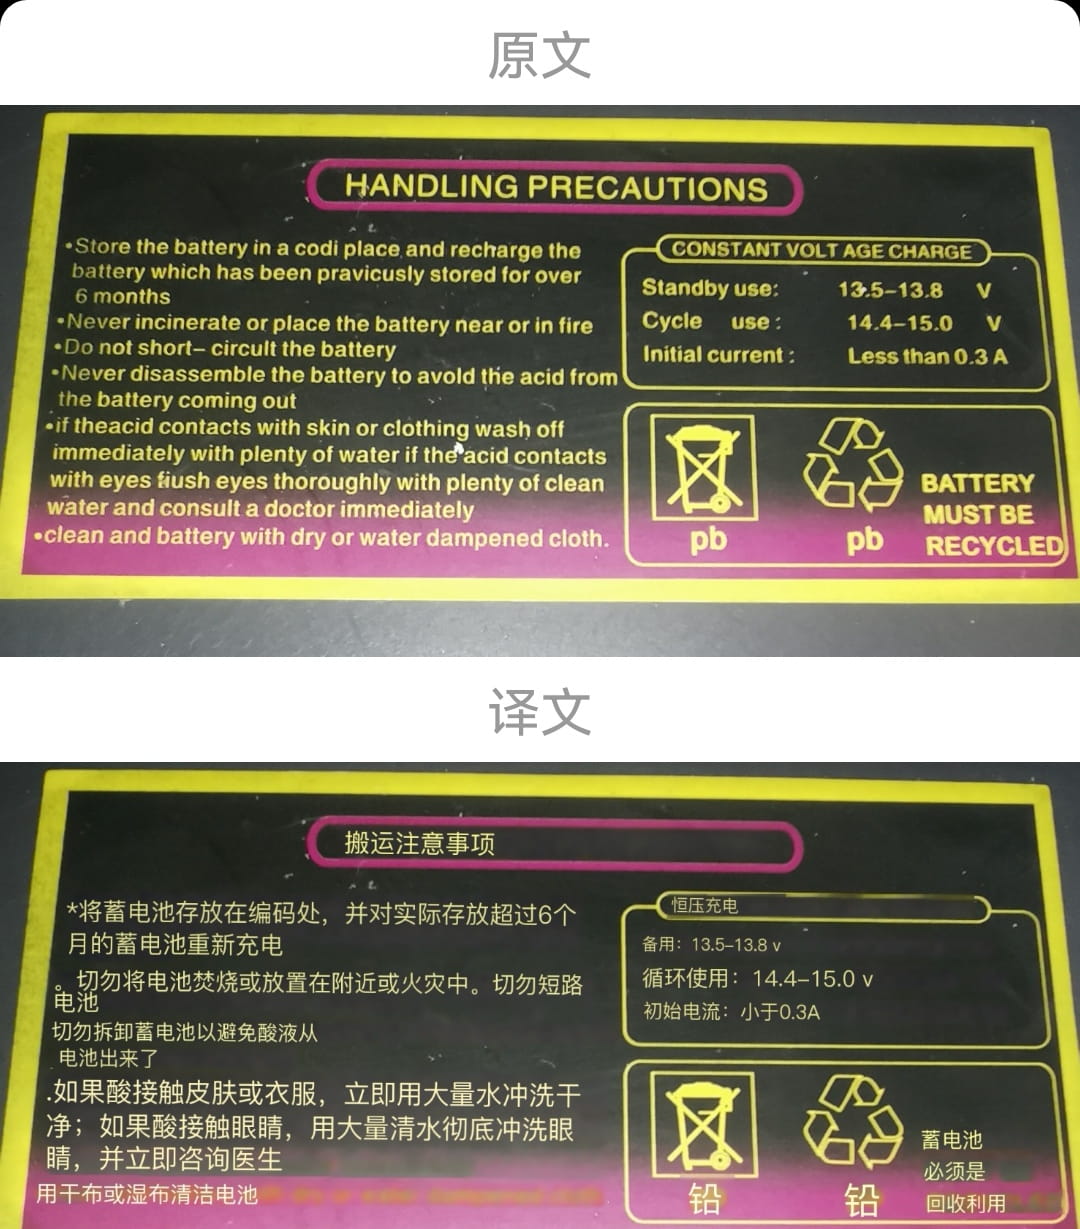 原文
HANDLING PRECAUTIONS
•Store the battery in a codi place and recharge the
battery which has been pravicusly stored for over
6 months
•Never incinerate or place the battery near or in fire
•Do not short– circult the battery
•Never disassemble the battery to avold the acid from
the battery coming out
•if theacid contacts with skin or clothing wash off
immediately with plenty of water if the acid contacts
with eyes fiush eyes thoroughly with plenty of clean
water and consult a doctor immediately
•clean and battery with dry or water dampened cloth.
CONSTANT VOLT AGE CHARGE
Standby use: 13.5–13.8 V
Cycle use : 14.4–15.0 V
Initial current : Less than 0.3 A
pb
pb
BATTERY
MUST BE
RECYCLED
译文
搬运注意事项
*将蓄电池存放在编码处，并对实际存放超过6个
月的蓄电池重新充电
。切勿将电池焚烧或放置在附近或火灾中。切勿短路
电池
切勿拆卸蓄电池以避免酸液从
电池出来了
.如果酸接触皮肤或衣服，立即用大量水冲洗干
净；如果酸接触眼睛，用大量清水彻底冲洗眼
睛，并立即咨询医生
用干布或湿布清洁电池
恒压充电
备用：13.5–13.8 v
循环使用：14.4–15.0 v
初始电流：小于0.3A
铅
铅
蓄电池
必须是
回收利用